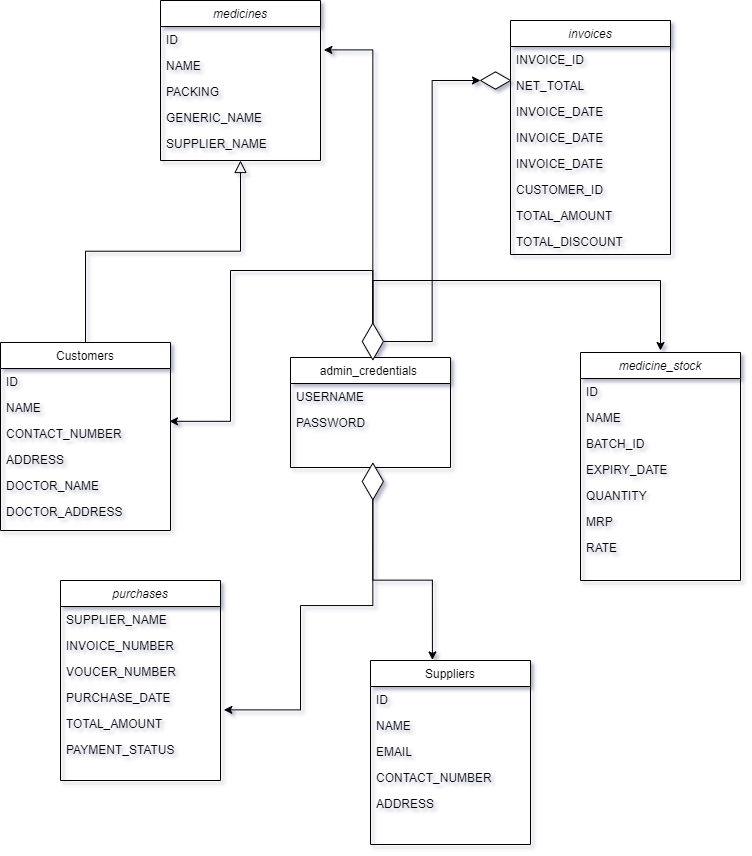 medicines
ID
NAME
PACKING
GENERIC_NAME
SUPPLIER_NAME
invoices
INVOICE_ID
NET_TOTAL
INVOICE_DATE
INVOICE_DATE
INVOICE_DATE
CUSTOMER_ID
TOTAL_AMOUNT
TOTAL_DISCOUNT
Customers
ID
NAME
CONTACT_NUMBER
ADDRESS
DOCTOR_NAME
DOCTOR_ADDRESS
admin_credentials
USERNAME
PASSWORD
medicine_stock
ID
NAME
BATCH_ID
EXPIRY_DATE
QUANTITY
MRP
RATE
purchases
SUPPLIER_NAME
INVOICE_NUMBER
VOUCER_NUMBER
PURCHASE_DATE
TOTAL_AMOUNT
PAYMENT_STATUS
Suppliers
ID
NAME
EMAIL
CONTACT_NUMBER
ADDRESS